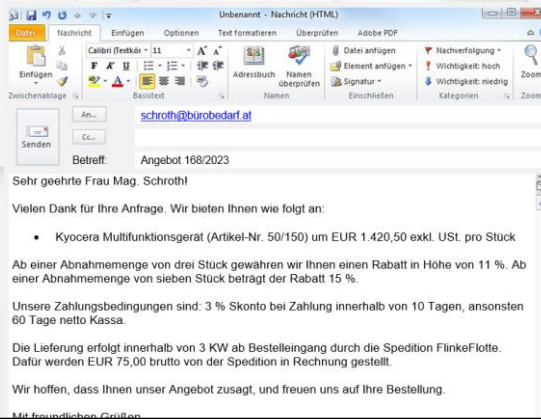 Unbenannt - Nachricht (HTML)
Datei Nachricht Einfügen Optionen Text formatieren Überprüfen Adobe PDF
Calibri (Textkör 11 A A
Datei anfügen
Nachverfolgung
Einfügen
F K U
Adressbuch Namen überprüfen
Element anfügen
Wichtigkeit: hoch
Zoom
A
Signatur
Wichtigkeit: niedrig
Zwischenablage Basistext Namen Einschließen Kategorien Zoom
An... schroth@bürobedarf.at
Cc...
Senden
Betreff: Angebot 168/2023
Sehr geehrte Frau Mag. Schroth!
Vielen Dank für Ihre Anfrage. Wir bieten Ihnen wie folgt an:
• Kyocera Multifunktionsgerät (Artikel-Nr. 50/150) um EUR 1.420,50 exkl. USt. pro Stück
Ab einer Abnahmemenge von drei Stück gewähren wir Ihnen einen Rabatt in Höhe von 11 %. Ab
einer Abnahmemenge von sieben Stück beträgt der Rabatt 15 %.
Unsere Zahlungsbedingungen sind: 3 % Skonto bei Zahlung innerhalb von 10 Tagen, ansonsten
60 Tage netto Kassa.
Die Lieferung erfolgt innerhalb von 3 KW ab Bestelleingang durch die Spedition FlinkeFlotte.
Dafür werden EUR 75,00 brutto von der Spedition in Rechnung gestellt.
Wir hoffen, dass Ihnen unser Angebot zusagt, und freuen uns auf Ihre Bestellung.
Mit freundlichen Grüßen